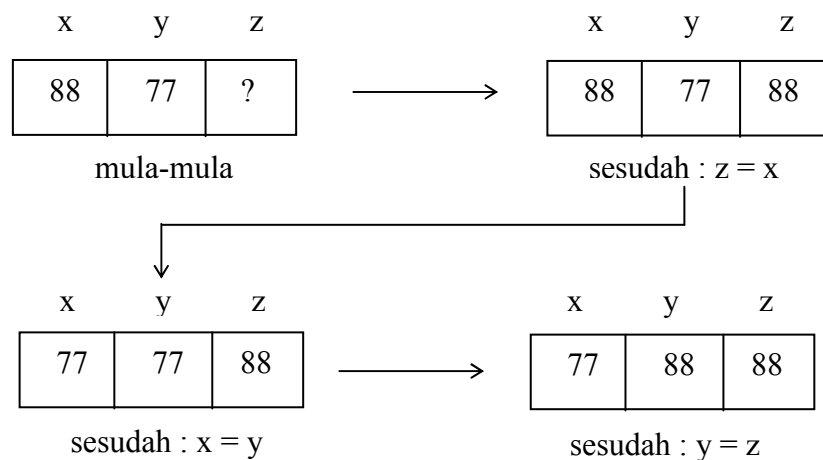 x y z
88 77 ?
mula-mula
x y z
88 77 88
sesudah : z = x
x y z
77 77 88
sesudah : x = y
x y z
77 88 88
sesudah : y = z